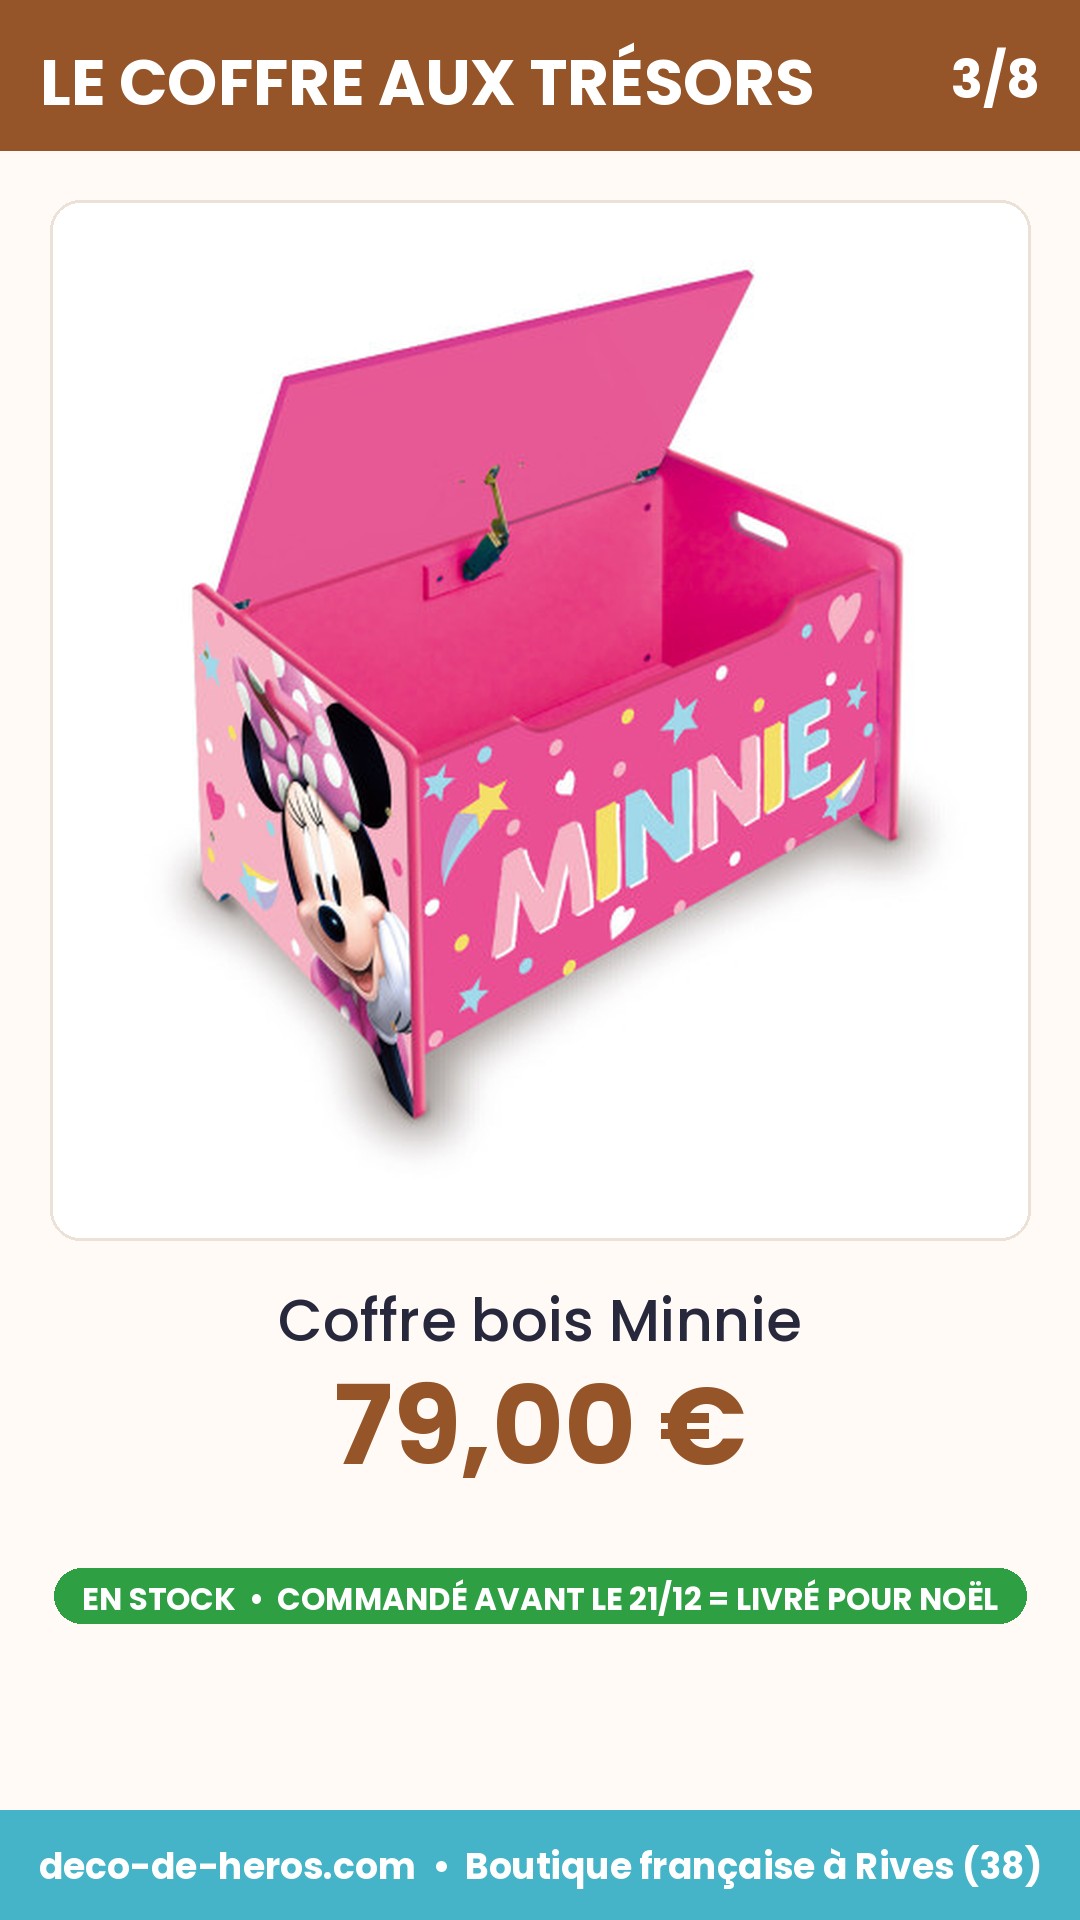 LE COFFRE AUX TRÉSORS
3/8
MINNIE
Coffre bois Minnie
79,00 €
EN STOCK • COMMANDÉ AVANT LE 21/12 = LIVRÉ POUR NOËL
deco-de-heros.com • Boutique française à Rives (38)